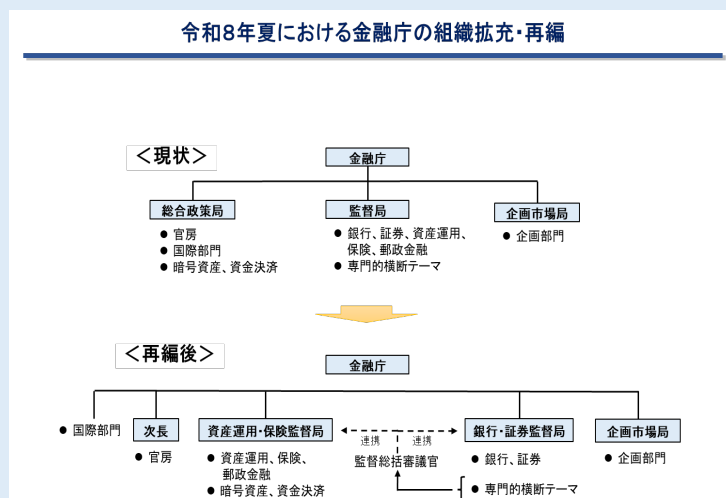 令和8年夏における金融庁の組織拡充・再編
＜現状＞
金融庁
総合政策局
監督局
企画市場局
● 官房
● 国際部門
● 暗号資産、資金決済
● 銀行、証券、資産運用、
保険、郵政金融
● 専門的横断テーマ
● 企画部門
＜再編後＞
金融庁
● 国際部門
次長
資産運用・保険監督局
連携
連携
銀行・証券監督局
企画市場局
● 官房
● 資産運用、保険、
郵政金融
● 暗号資産、資金決済
監督総括審議官
● 銀行、証券
● 専門的横断テーマ
● 企画部門